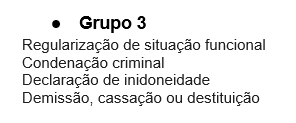 ● Grupo 3
Regularização de situação funcional
Condenação criminal
Declaração de inidoneidade
Demissão, cassação ou destituição